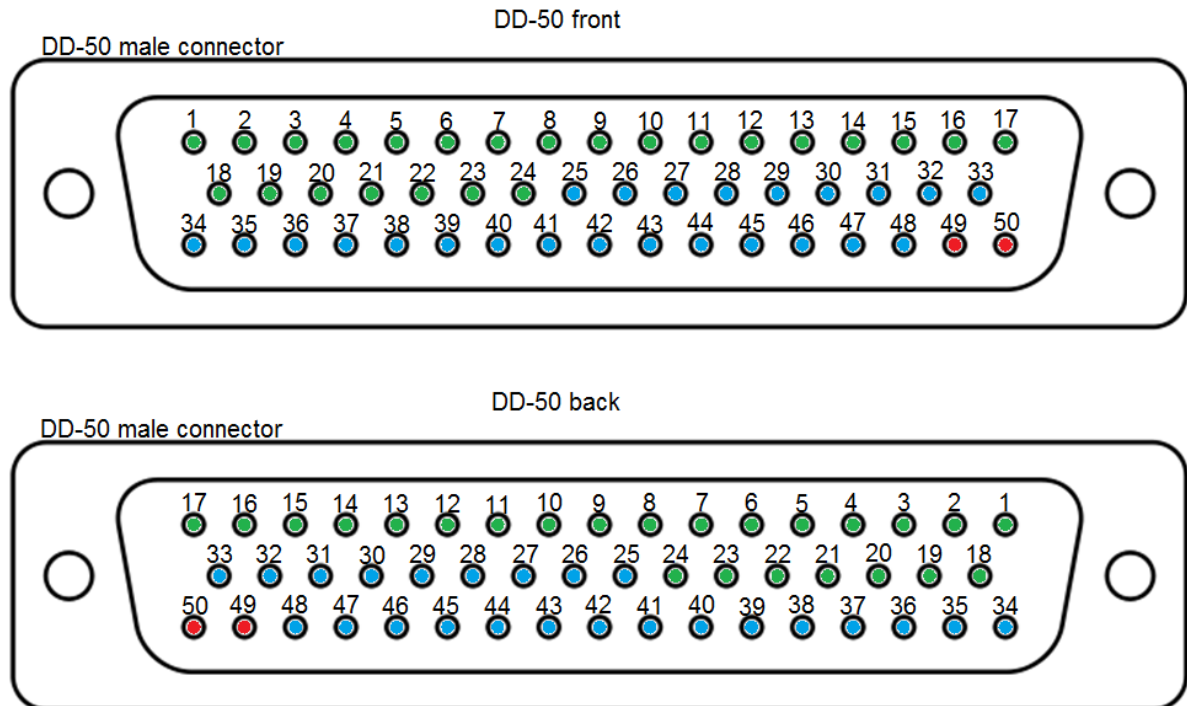 DD-50 front
DD-50 male connector
1 2 3 4 5 6 7 8 9 10 11 12 13 14 15 16 17
18 19 20 21 22 23 24 25 26 27 28 29 30 31 32 33
34 35 36 37 38 39 40 41 42 43 44 45 46 47 48 49 50
DD-50 back
DD-50 male connector
17 16 15 14 13 12 11 10 9 8 7 6 5 4 3 2 1
33 32 31 30 29 28 27 26 25 24 23 22 21 20 19 18
50 49 48 47 46 45 44 43 42 41 40 39 38 37 36 35 34